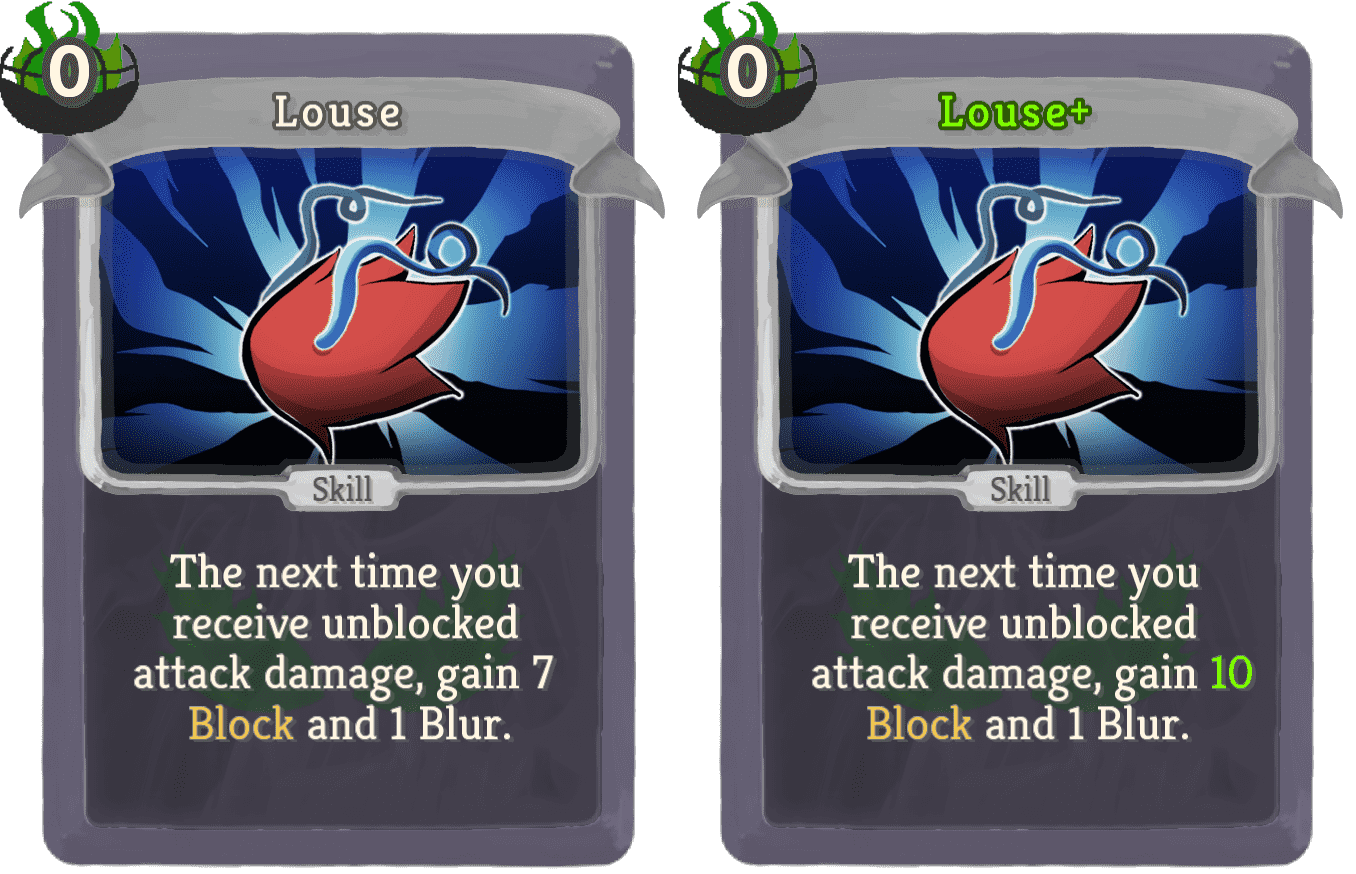 0
Louse
Skill
The next time you
receive unblocked
attack damage, gain 7
Block and 1 Blur.
0
Louse+
Skill
The next time you
receive unblocked
attack damage, gain 10
Block and 1 Blur.